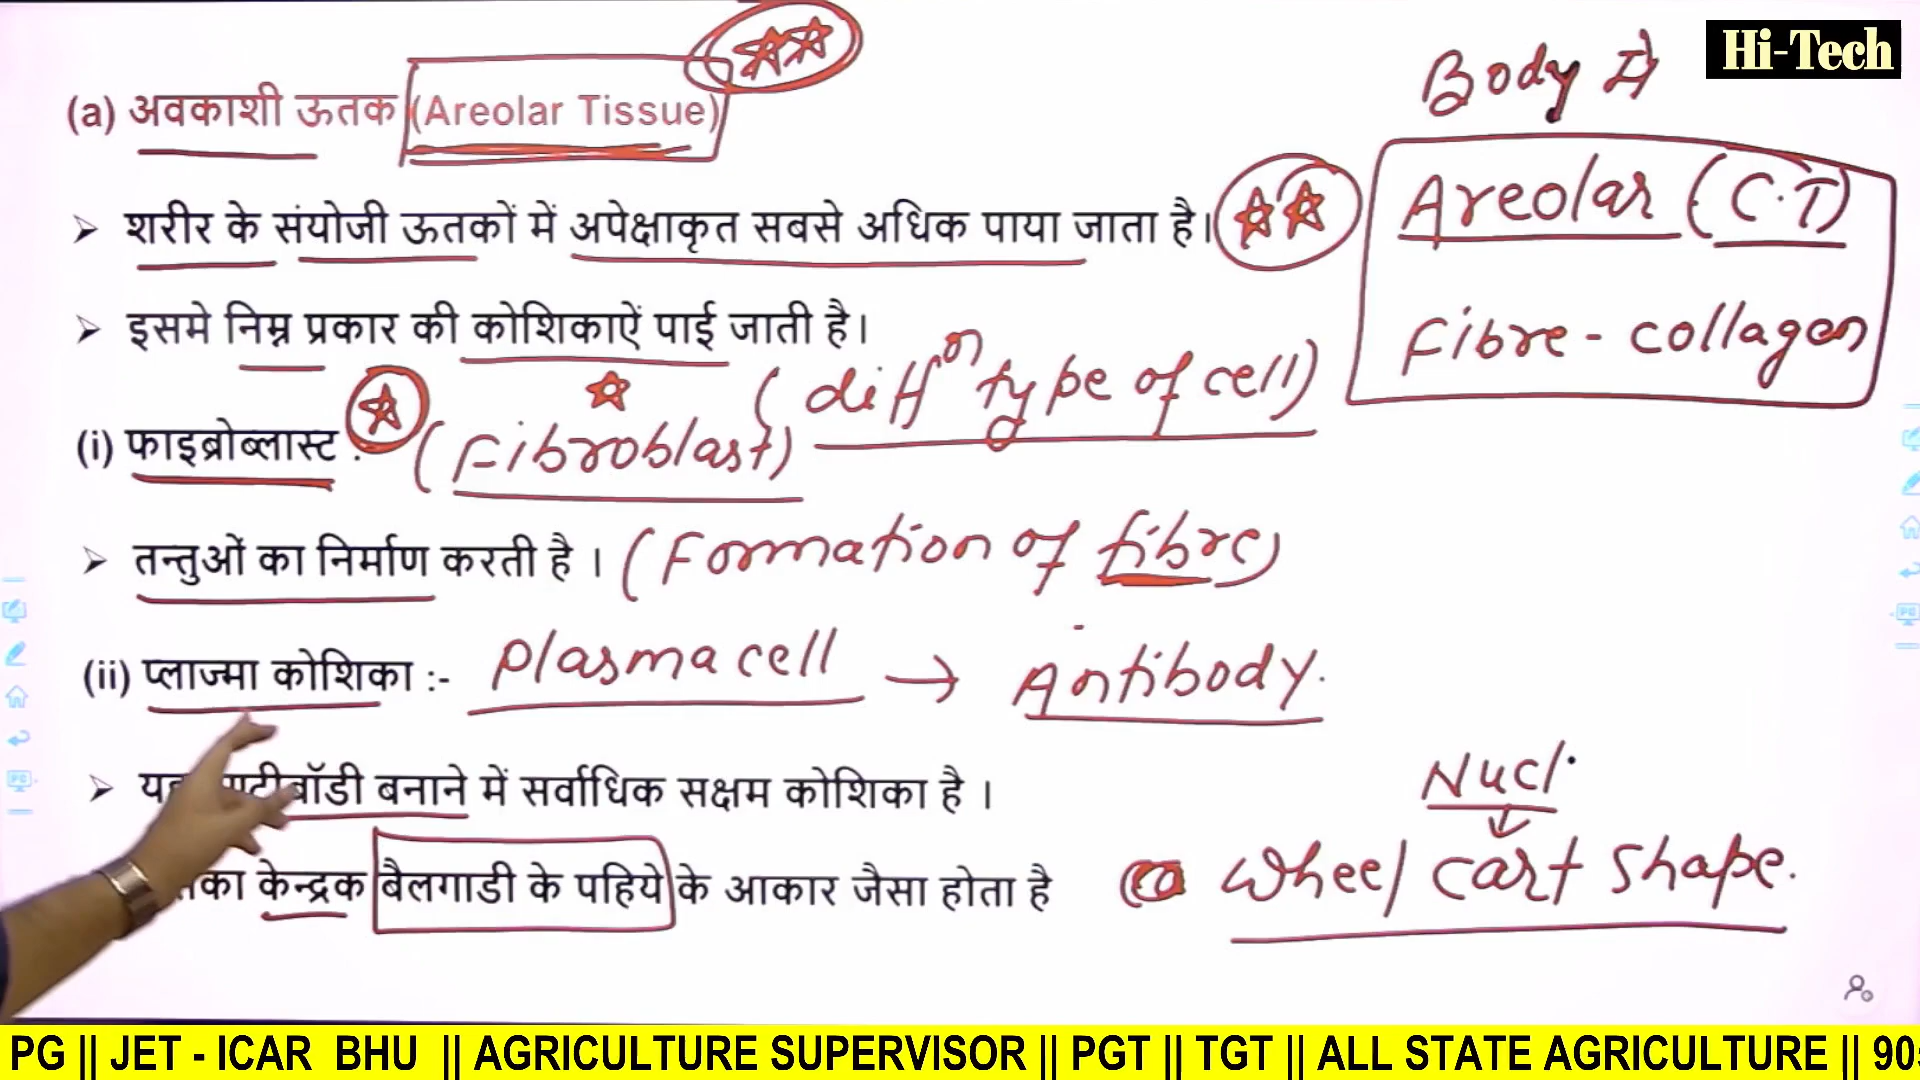 Hi-Tech
Body में
(a) अवकाशी ऊतक (Areolar Tissue)
Areolar (C.T)
➢ शरीर के संयोजी ऊतकों में अपेक्षाकृत सबसे अधिक पाया जाता है।
Fibre - collagen
➢ इसमे निम्न प्रकार की कोशिकाऐं पाई जाती है।
(diffⁿ type of cell)
(i) फाइब्रोब्लास्ट :- (Fibroblast)
➢ तन्तुओं का निर्माण करती है । (Formation of fibre)
(ii) प्लाज्मा कोशिका :- Plasma cell → Antibody.
➢ बॉडी बनाने में सर्वाधिक सक्षम कोशिका है ।
Nucl.
केन्द्रक बैलगाडी के पहिये के आकार जैसा होता है
wheel cart shape.
PG || JET - ICAR BHU || AGRICULTURE SUPERVISOR || PGT || TGT || ALL STATE AGRICULTURE ||